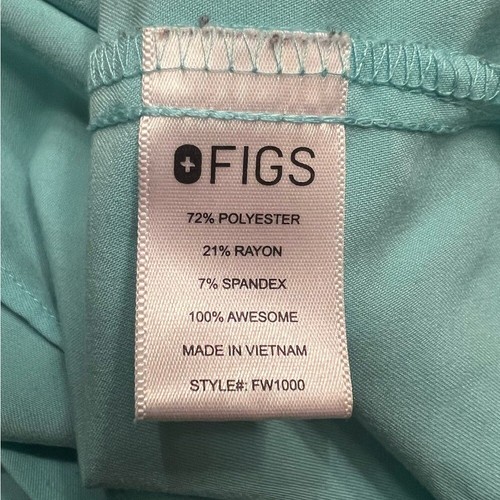 FIGS
72% POLYESTER
21% RAYON
7% SPANDEX
100% AWESOME
MADE IN VIETNAM
STYLE#: FW1000